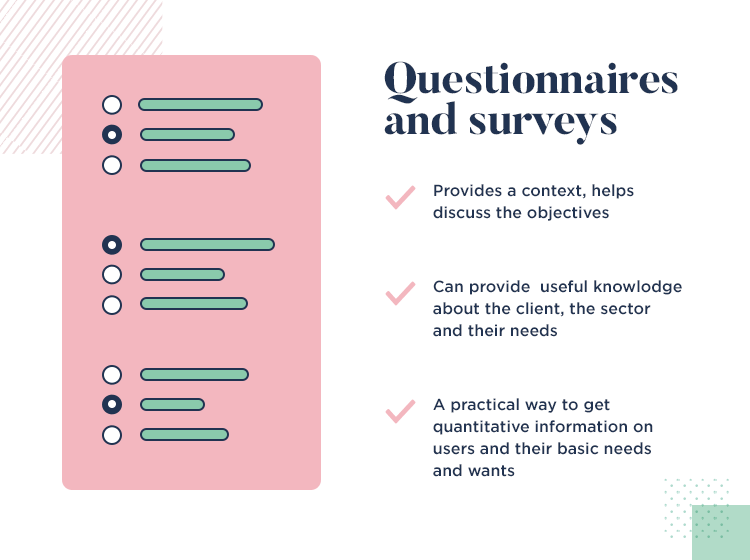 Questionnaires
and surveys
Provides a context, helps
discuss the objectives
Can provide  useful knowlodge
about the client, the sector
and their needs
A practical way to get
quantitative information on
users and their basic needs
and wants